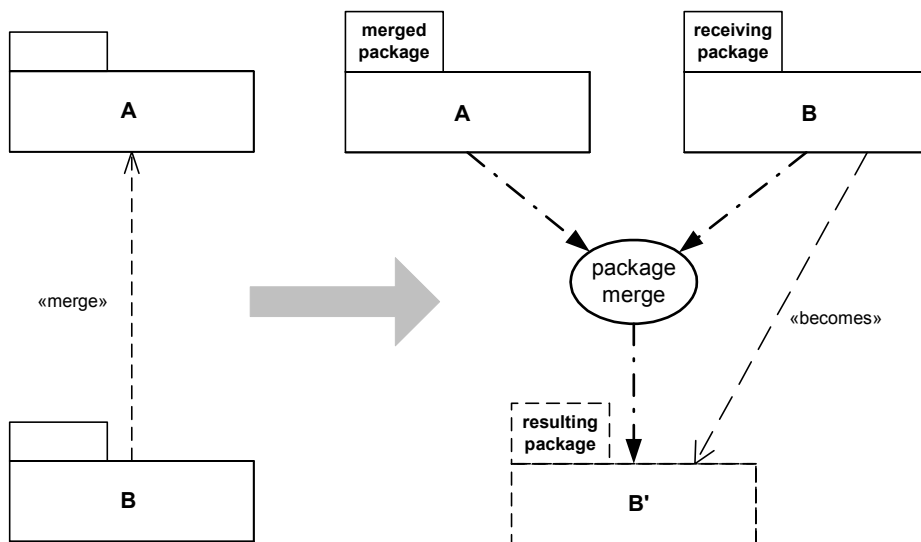 A
«merge»
B
merged
package
A
receiving
package
B
package
merge
«becomes»
resulting
package
B'